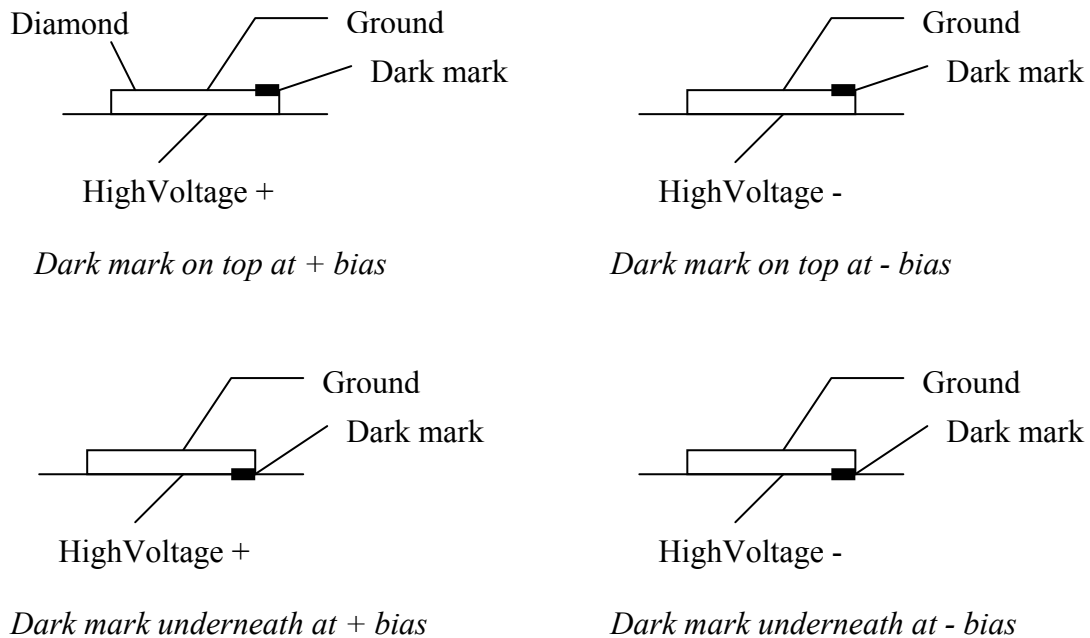 Diamond
Ground
Dark mark
HighVoltage +
Dark mark on top at + bias
Ground
Dark mark
HighVoltage -
Dark mark on top at - bias
Ground
Dark mark
HighVoltage +
Dark mark underneath at + bias
Ground
Dark mark
HighVoltage -
Dark mark underneath at - bias